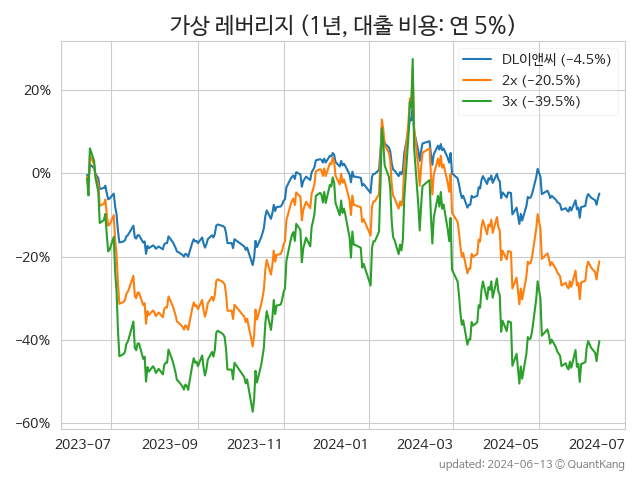 가상 레버리지 (1년, 대출 비용: 연 5%)
DL이앤씨 (−4.5%)
2x (−20.5%)
3x (−39.5%)
20%
0%
−20%
−40%
−60%
2023-07 2023-09 2023-11 2024-01 2024-03 2024-05 2024-07
updated: 2024-06-13 ⓒ QuantKang